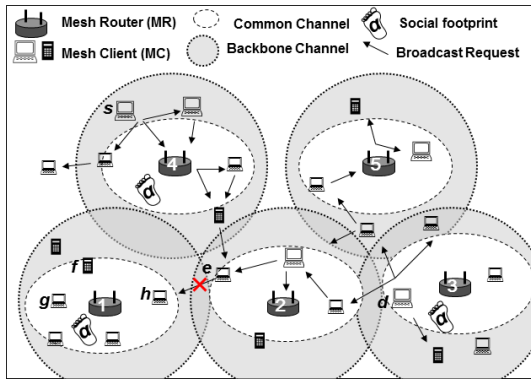 Mesh Router (MR) Common Channel Social footprint
Mesh Client (MC) Backbone Channel Broadcast Request
s
4
α
5
f
g
h
1
α
e
2
d
3
α